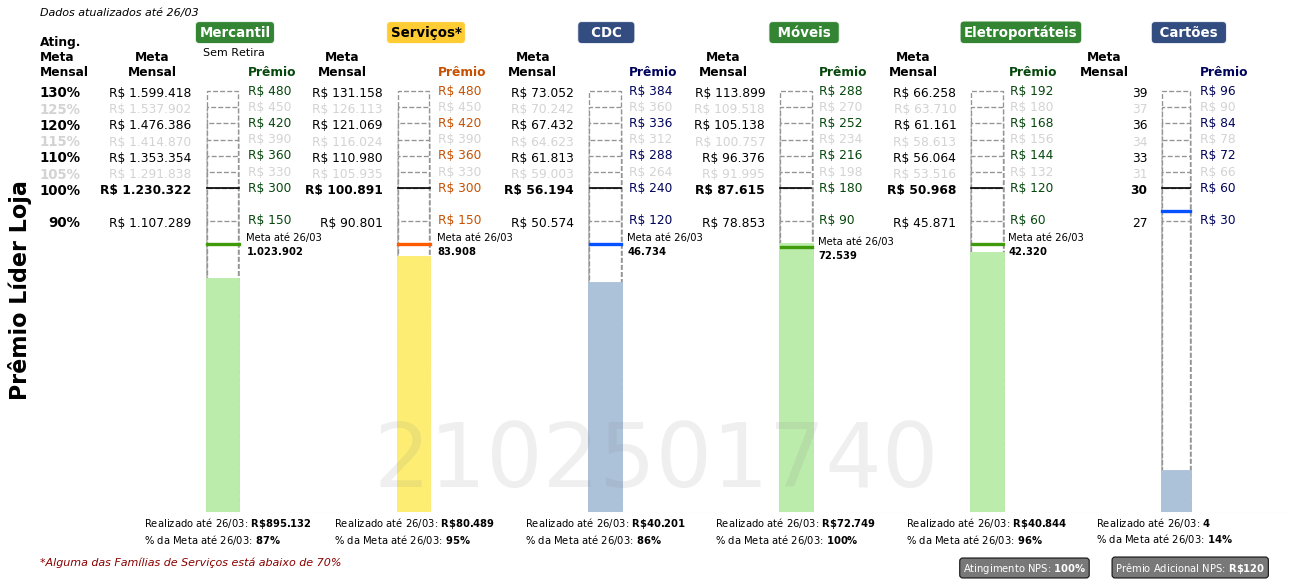 Dados atualizados até 26/03
Mercantil Serviços* CDC Móveis Eletroportáteis Cartões
Sem Retira
Ating. Meta Mensal Meta Mensal Prêmio Meta Mensal Prêmio Meta Mensal Prêmio Meta Mensal Prêmio Meta Mensal Prêmio Meta Mensal Prêmio
130% R$ 1.599.418 R$ 480 R$ 131.158 R$ 480 R$ 73.052 R$ 384 R$ 113.899 R$ 288 R$ 66.258 R$ 192 39 R$ 96
125% R$ 1.537.902 R$ 450 R$ 126.113 R$ 450 R$ 70.242 R$ 360 R$ 109.518 R$ 270 R$ 63.710 R$ 180 37 R$ 90
120% R$ 1.476.386 R$ 420 R$ 121.069 R$ 420 R$ 67.432 R$ 336 R$ 105.138 R$ 252 R$ 61.161 R$ 168 36 R$ 84
115% R$ 1.414.870 R$ 390 R$ 116.024 R$ 390 R$ 64.623 R$ 312 R$ 100.757 R$ 234 R$ 58.613 R$ 156 34 R$ 78
110% R$ 1.353.354 R$ 360 R$ 110.980 R$ 360 R$ 61.813 R$ 288 R$ 96.376 R$ 216 R$ 56.064 R$ 144 33 R$ 72
105% R$ 1.291.838 R$ 330 R$ 105.935 R$ 330 R$ 59.003 R$ 264 R$ 91.995 R$ 198 R$ 53.516 R$ 132 31 R$ 66
100% R$ 1.230.322 R$ 300 R$ 100.891 R$ 300 R$ 56.194 R$ 240 R$ 87.615 R$ 180 R$ 50.968 R$ 120 30 R$ 60
90% R$ 1.107.289 R$ 150 R$ 90.801 R$ 150 R$ 50.574 R$ 120 R$ 78.853 R$ 90 R$ 45.871 R$ 60 27 R$ 30
Meta até 26/03 Meta até 26/03 Meta até 26/03 Meta até 26/03 Meta até 26/03
1.023.902 83.908 46.734 72.539 42.320
Prêmio Líder Loja
2102501740
Realizado até 26/03: R$895.132 Realizado até 26/03: R$80.489 Realizado até 26/03: R$40.201 Realizado até 26/03: R$72.749 Realizado até 26/03: R$40.844 Realizado até 26/03: 4
% da Meta até 26/03: 87% % da Meta até 26/03: 95% % da Meta até 26/03: 86% % da Meta até 26/03: 100% % da Meta até 26/03: 96% % da Meta até 26/03: 14%
*Alguma das Famílias de Serviços está abaixo de 70%
Atingimento NPS: 100% Prêmio Adicional NPS: R$120